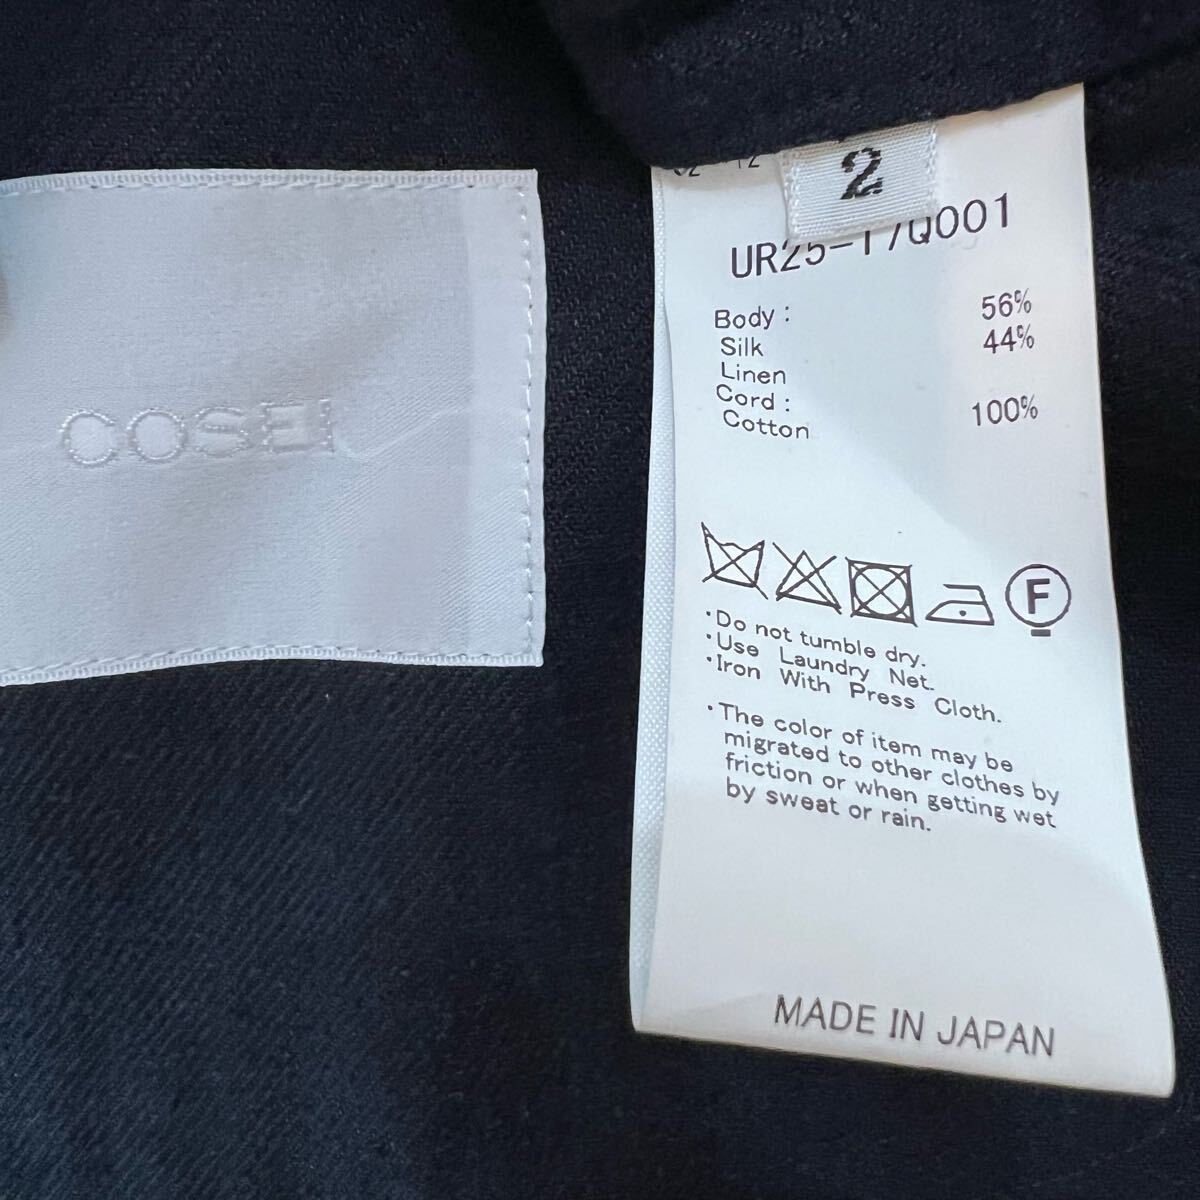 COSEI
2
UR25-17Q001
Body : 56%
Silk 44%
Linen
Cord : 100%
Cotton
F
・Do not tumble dry.
・Use Laundry Net.
・Iron With Press Cloth.
・The color of item may be
migrated to other clothes by
friction or when getting wet
by sweat or rain.
MADE IN JAPAN